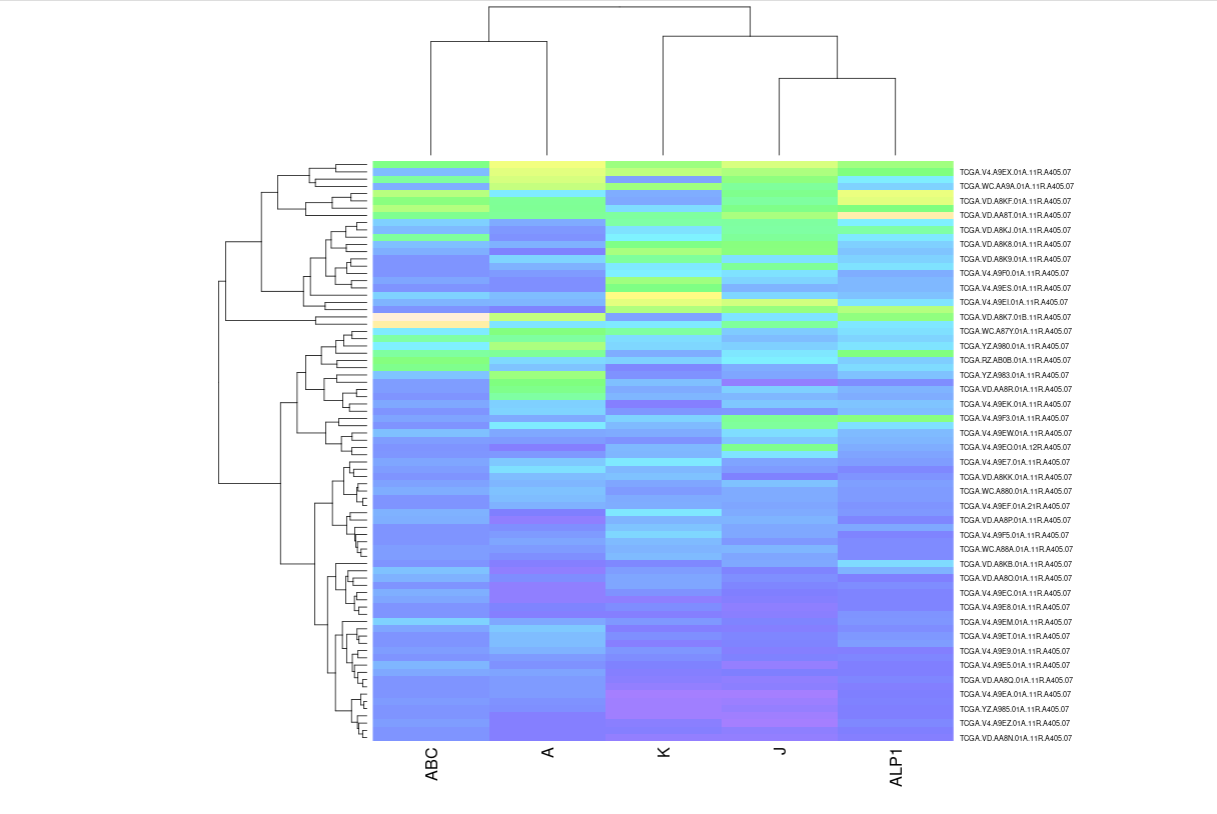 TCGA.V4.A9EX.01A.11R.A405.07
TCGA.WC.AA9A.01A.11R.A405.07
TCGA.VD.A8KF.01A.11R.A405.07
TCGA.VD.AA8T.01A.11R.A405.07
TCGA.VD.A8KJ.01A.11R.A405.07
TCGA.VD.A8K8.01A.11R.A405.07
TCGA.VD.A8K9.01A.11R.A405.07
TCGA.V4.A9F0.01A.11R.A405.07
TCGA.V4.A9ES.01A.11R.A405.07
TCGA.V4.A9EI.01A.11R.A405.07
TCGA.VD.A8K7.01B.11R.A405.07
TCGA.WC.A87Y.01A.11R.A405.07
TCGA.YZ.A980.01A.11R.A405.07
TCGA.RZ.AB0B.01A.11R.A405.07
TCGA.YZ.A983.01A.11R.A405.07
TCGA.VD.AA8R.01A.11R.A405.07
TCGA.V4.A9EK.01A.11R.A405.07
TCGA.V4.A9F3.01A.11R.A405.07
TCGA.V4.A9EW.01A.11R.A405.07
TCGA.V4.A9EO.01A.12R.A405.07
TCGA.V4.A9E7.01A.11R.A405.07
TCGA.VD.A8KK.01A.11R.A405.07
TCGA.WC.A880.01A.11R.A405.07
TCGA.V4.A9EF.01A.21R.A405.07
TCGA.VD.AA8P.01A.11R.A405.07
TCGA.V4.A9F5.01A.11R.A405.07
TCGA.WC.A88A.01A.11R.A405.07
TCGA.VD.A8KB.01A.11R.A405.07
TCGA.VD.AA8O.01A.11R.A405.07
TCGA.V4.A9EC.01A.11R.A405.07
TCGA.V4.A9E8.01A.11R.A405.07
TCGA.V4.A9EM.01A.11R.A405.07
TCGA.V4.A9ET.01A.11R.A405.07
TCGA.V4.A9E9.01A.11R.A405.07
TCGA.V4.A9E5.01A.11R.A405.07
TCGA.VD.AA8Q.01A.11R.A405.07
TCGA.V4.A9EA.01A.11R.A405.07
TCGA.YZ.A985.01A.11R.A405.07
TCGA.V4.A9EZ.01A.11R.A405.07
TCGA.VD.AA8N.01A.11R.A405.07
ABC
A
K
J
ALP1